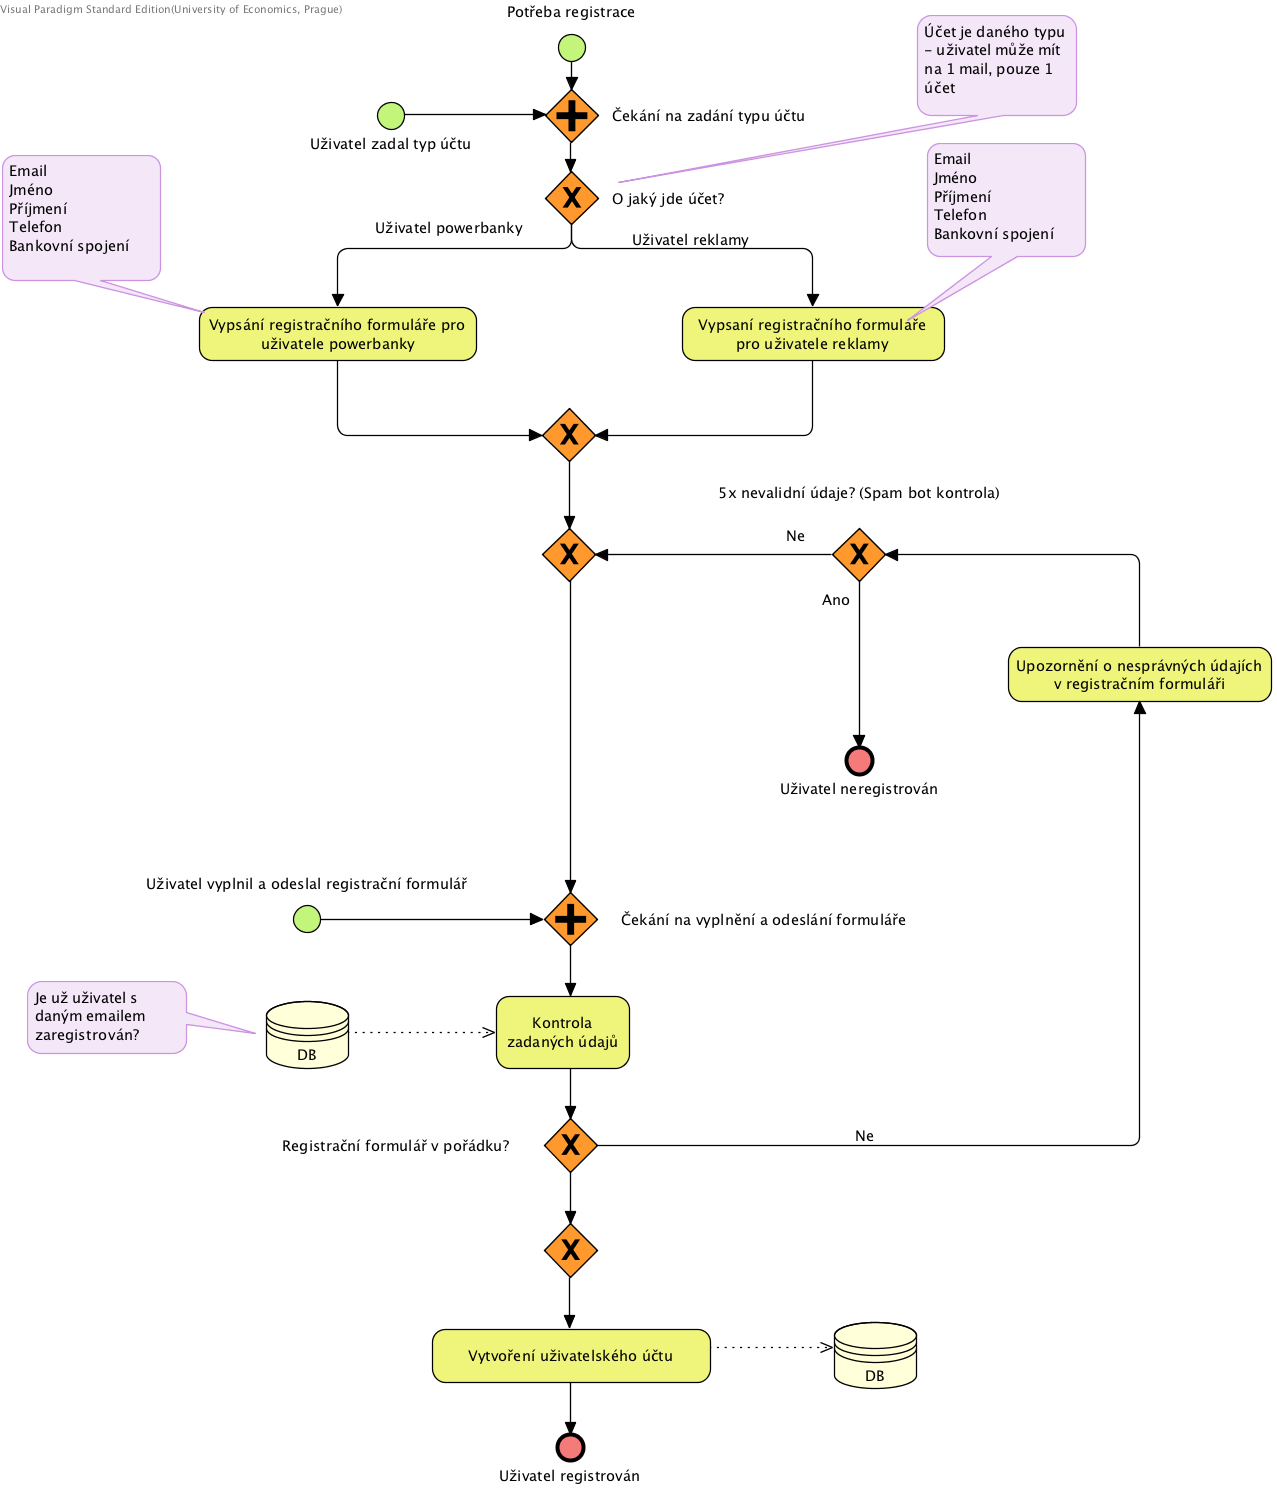 Visual Paradigm Standard Edition(University of Economics, Prague)
Potřeba registrace
Účet je daného typu
- uživatel může mít
na 1 mail, pouze 1
účet
Čekání na zadání typu účtu
Uživatel zadal typ účtu
Email
Jméno
Příjmení
Telefon
Bankovní spojení
Email
Jméno
Příjmení
Telefon
Bankovní spojení
X
O jaký jde účet?
Uživatel powerbanky
Uživatel reklamy
Vypsání registračního formuláře pro
uživatele powerbanky
Vypsaní registračního formuláře
pro uživatele reklamy
X
5x nevalidní údaje? (Spam bot kontrola)
X
Ne
X
Ano
Upozornění o nesprávných údajích
v registračním formuláři
Uživatel neregistrován
Uživatel vyplnil a odeslal registrační formulář
Čekání na vyplnění a odeslání formuláře
Je už uživatel s
daným emailem
zaregistrován?
DB
Kontrola
zadaných údajů
Registrační formulář v pořádku?
X
Ne
X
Vytvoření uživatelského účtu
DB
Uživatel registrován